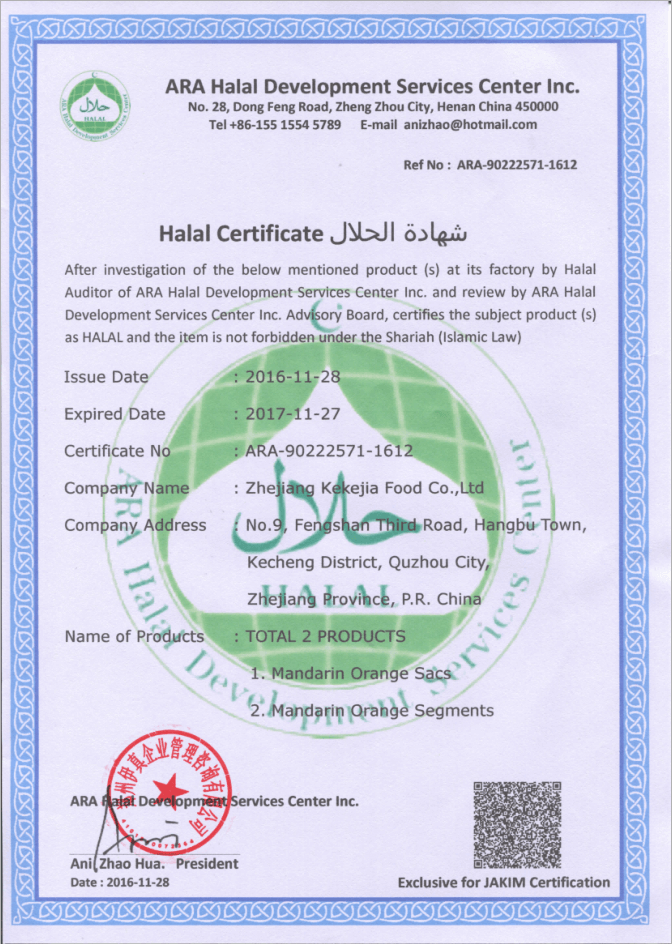 ARA Halal Development Services Center Inc.
No. 28, Dong Feng Road, Zheng Zhou City, Henan China 450000
Tel +86-155 1554 5789 E-mail anizhao@hotmail.com
حلال
HALAL
ARA Halal Development Services Center
Ref No : ARA-90222571-1612
Halal Certificate شهادة الحلال
After investigation of the below mentioned product (s) at its factory by Halal
Auditor of ARA Halal Development Services Center Inc. and review by ARA Halal
Development Services Center Inc. Advisory Board, certifies the subject product (s)
as HALAL and the item is not forbidden under the Shariah (Islamic Law)
Issue Date : 2016-11-28
Expired Date : 2017-11-27
Certificate No : ARA-90222571-1612
Company Name : Zhejiang Kekejia Food Co.,Ltd
Company Address : No.9, Fengshan Third Road, Hangbu Town,
Kecheng District, Quzhou City,
Zhejiang Province, P.R. China
Name of Products : TOTAL 2 PRODUCTS
1. Mandarin Orange Sacs
2. Mandarin Orange Segments
حلال
HALAL
ARA Halal Development Services Center
州伊真企业管理咨询有限公司
ARA Halal Development Services Center Inc.
Ani Zhao Hua. President
Date : 2016-11-28
Exclusive for JAKIM Certification